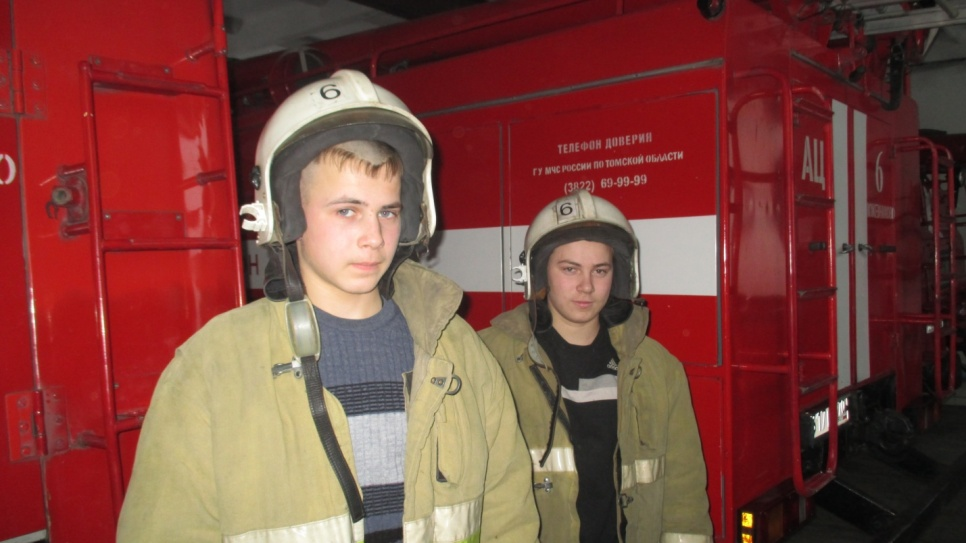 6
ТЕЛЕФОН ДОВЕРИЯ
ГУ МЧС РОССИИ ПО ТОМСКОЙ ОБЛАСТИ
(3822) 69-99-99
АЦ
6
6